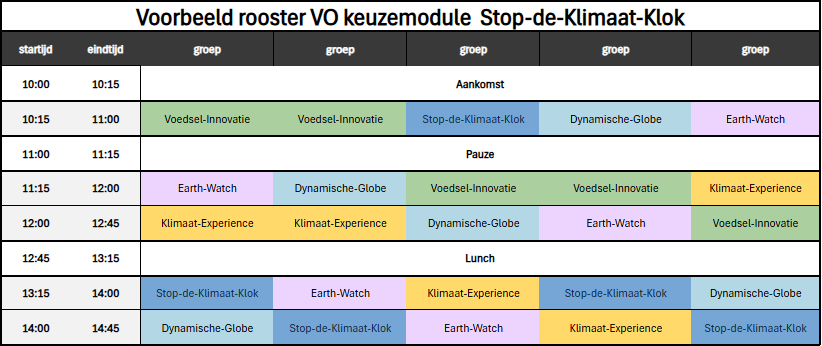 Voorbeeld rooster VO keuzemodule Stop-de-Klimaat-Klok
startijd eindtijd groep groep groep groep groep
10:00 10:15 Aankomst
10:15 11:00 Voedsel-Innovatie Voedsel-Innovatie Stop-de-Klimaat-Klok Dynamische-Globe Earth-Watch
11:00 11:15 Pauze
11:15 12:00 Earth-Watch Dynamische-Globe Voedsel-Innovatie Voedsel-Innovatie Klimaat-Experience
12:00 12:45 Klimaat-Experience Klimaat-Experience Dynamische-Globe Earth-Watch Voedsel-Innovatie
12:45 13:15 Lunch
13:15 14:00 Stop-de-Klimaat-Klok Earth-Watch Klimaat-Experience Stop-de-Klimaat-Klok Dynamische-Globe
14:00 14:45 Dynamische-Globe Stop-de-Klimaat-Klok Earth-Watch Klimaat-Experience Stop-de-Klimaat-Klok